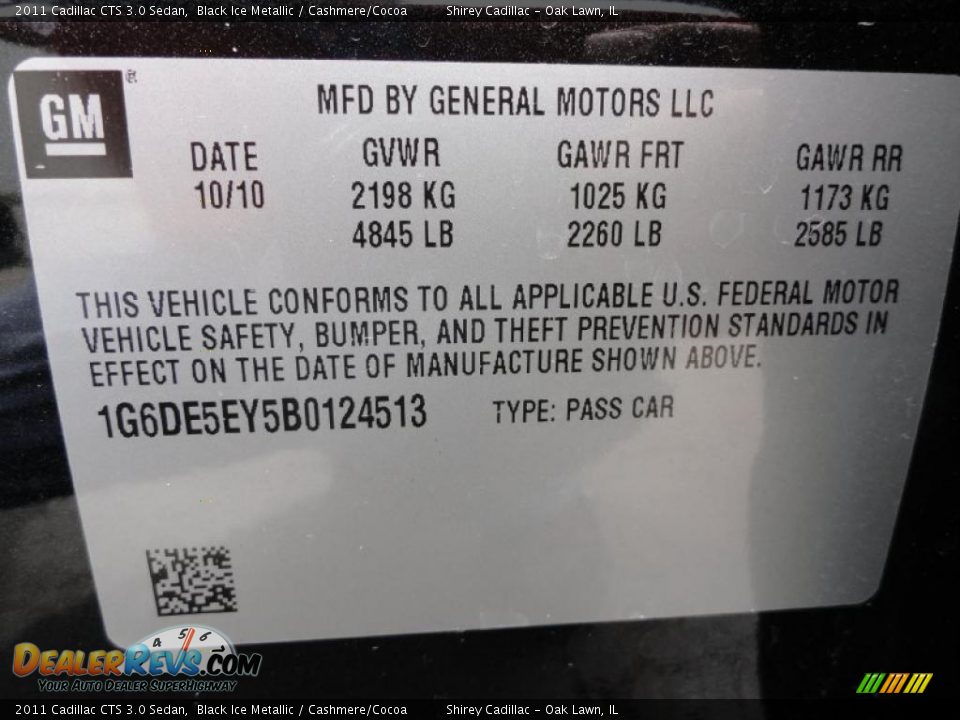 2011 Cadillac CTS 3.0 Sedan, Black Ice Metallic / Cashmere/Cocoa Shirey Cadillac - Oak Lawn, IL
GM ®
MFD BY GENERAL MOTORS LLC
DATE GVWR GAWR FRT GAWR RR
10/10 2198 KG 1025 KG 1173 KG
4845 LB 2260 LB 2585 LB
THIS VEHICLE CONFORMS TO ALL APPLICABLE U.S. FEDERAL MOTOR
VEHICLE SAFETY, BUMPER, AND THEFT PREVENTION STANDARDS IN
EFFECT ON THE DATE OF MANUFACTURE SHOWN ABOVE.
1G6DE5EY5B0124513 TYPE: PASS CAR
4 5 6
DEALERREVS.COM
YOUR AUTO DEALER SUPERHIGHWAY
2011 Cadillac CTS 3.0 Sedan, Black Ice Metallic / Cashmere/Cocoa Shirey Cadillac - Oak Lawn, IL